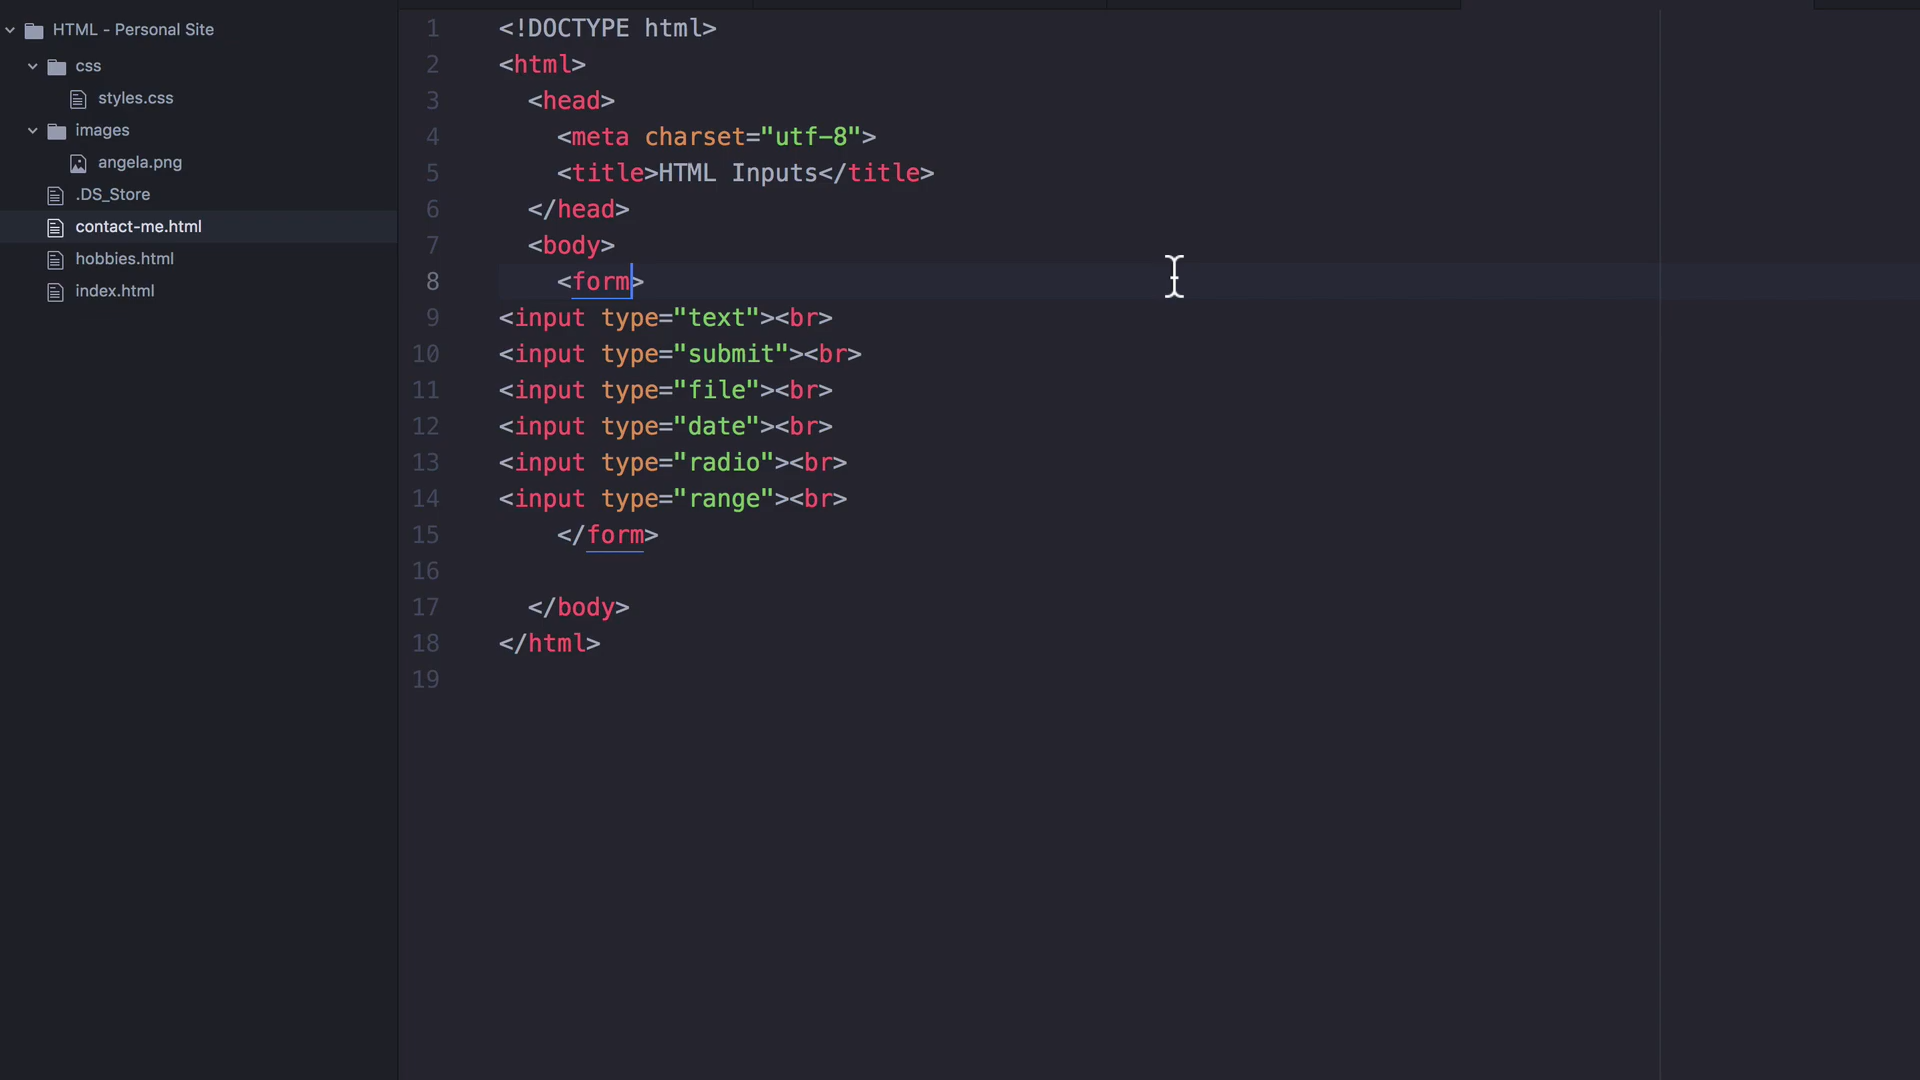 HTML - Personal Site
css
styles.css
images
angela.png
.DS_Store
contact-me.html
hobbies.html
index.html
1 <!DOCTYPE html>
2 <html>
3 <head>
4 <meta charset="utf-8">
5 <title>HTML Inputs</title>
6 </head>
7 <body>
8 <form>
9 <input type="text"><br>
10 <input type="submit"><br>
11 <input type="file"><br>
12 <input type="date"><br>
13 <input type="radio"><br>
14 <input type="range"><br>
15 </form>
16
17 </body>
18 </html>
19